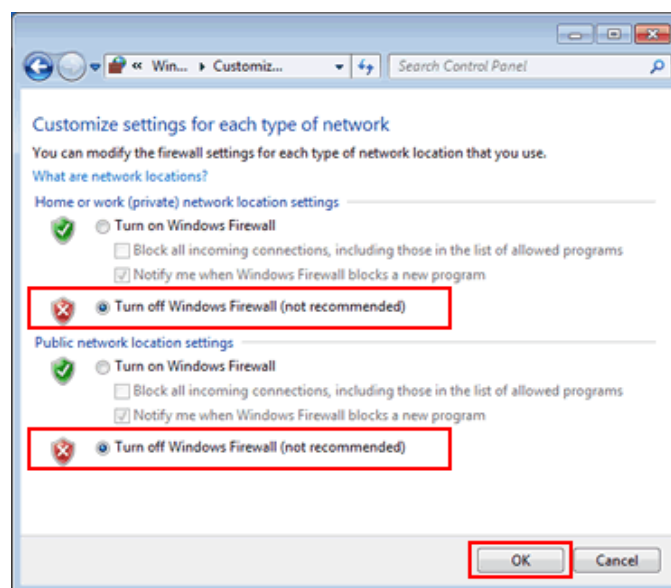 « Win... ▸ Customiz... Search Control Panel
Customize settings for each type of network
You can modify the firewall settings for each type of network location that you use.
What are network locations?
Home or work (private) network location settings
Turn on Windows Firewall
Block all incoming connections, including those in the list of allowed programs
Notify me when Windows Firewall blocks a new program
Turn off Windows Firewall (not recommended)
Public network location settings
Turn on Windows Firewall
Block all incoming connections, including those in the list of allowed programs
Notify me when Windows Firewall blocks a new program
Turn off Windows Firewall (not recommended)
OK Cancel